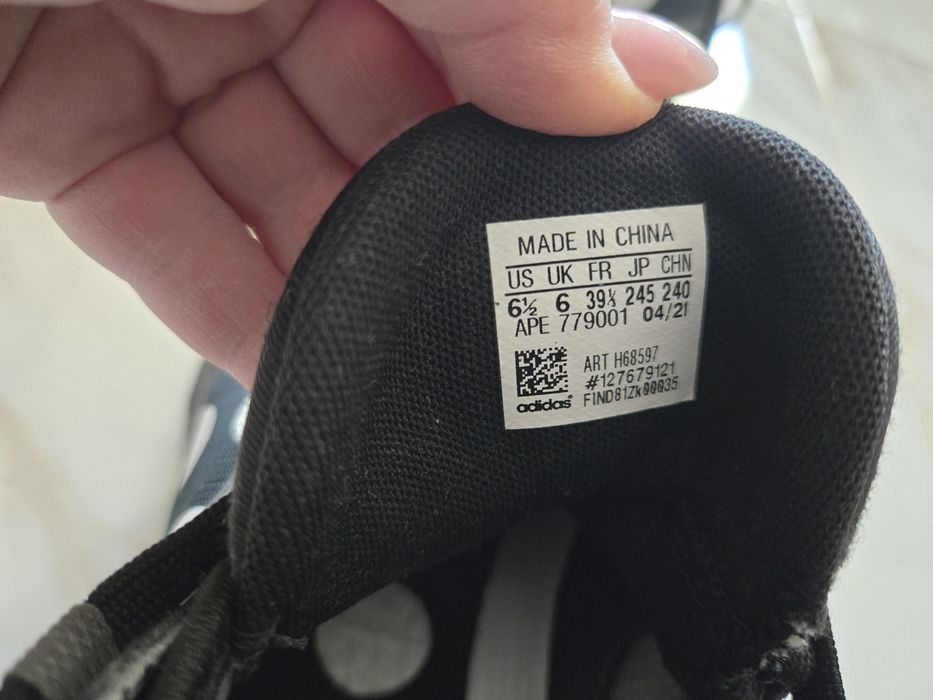 MADE IN CHINA
US UK FR JP CHN
6½ 6 39⅓ 245 240
APE 779001 04/21
ART H68597
#127679121
adidas